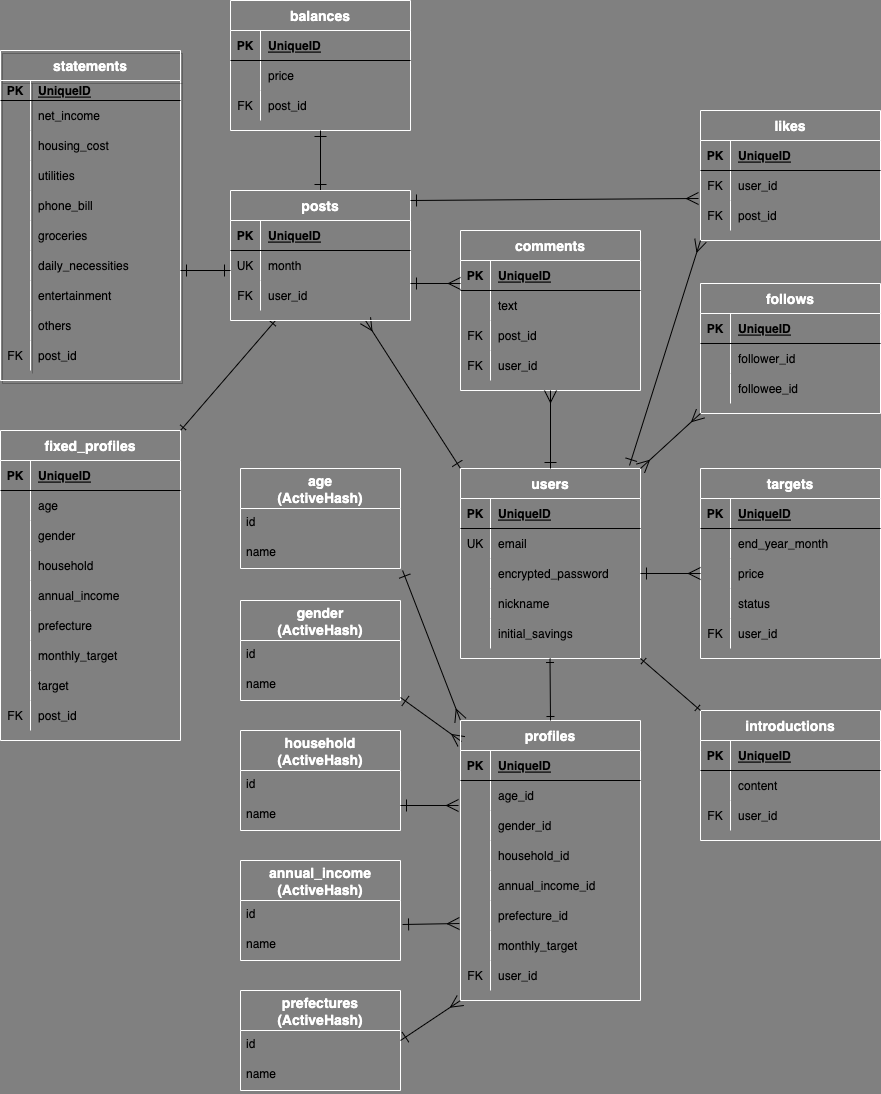 balances
PK UniqueID
price
FK post_id
statements
PK UniqueID
net_income
housing_cost
utilities
phone_bill
groceries
daily_necessities
entertainment
others
FK post_id
likes
PK UniqueID
FK user_id
FK post_id
posts
PK UniqueID
UK month
FK user_id
comments
PK UniqueID
text
FK post_id
FK user_id
follows
PK UniqueID
follower_id
followee_id
fixed_profiles
PK UniqueID
age
gender
household
annual_income
prefecture
monthly_target
target
FK post_id
age
(ActiveHash)
id
name
users
PK UniqueID
UK email
encrypted_password
nickname
initial_savings
targets
PK UniqueID
end_year_month
price
status
FK user_id
gender
(ActiveHash)
id
name
household
(ActiveHash)
id
name
profiles
PK UniqueID
age_id
gender_id
household_id
annual_income_id
prefecture_id
monthly_target
FK user_id
introductions
PK UniqueID
content
FK user_id
annual_income
(ActiveHash)
id
name
prefectures
(ActiveHash)
id
name